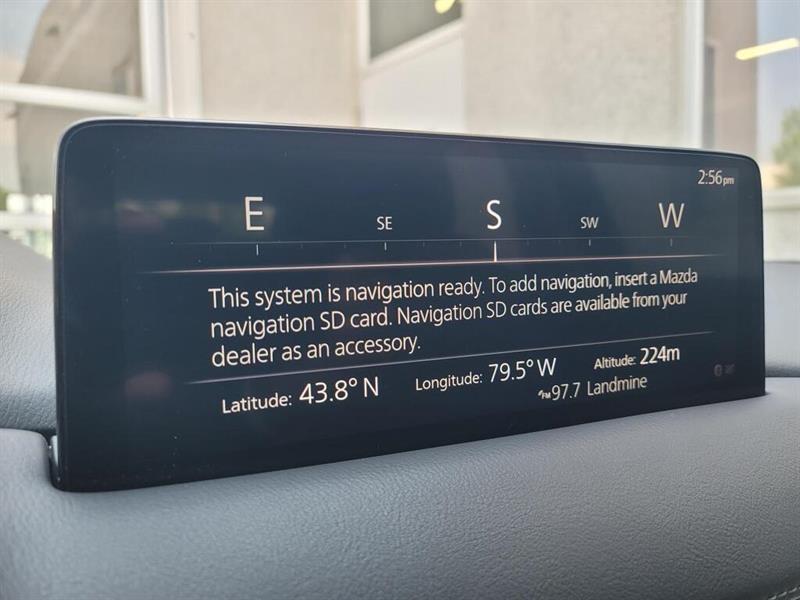 2:56pm
E SE S SW W
This system is navigation ready. To add navigation, insert a Mazda
navigation SD card. Navigation SD cards are available from your
dealer as an accessory.
Latitude: 43.8° N Longitude: 79.5° W Altitude: 224m
FM 97.7 Landmine